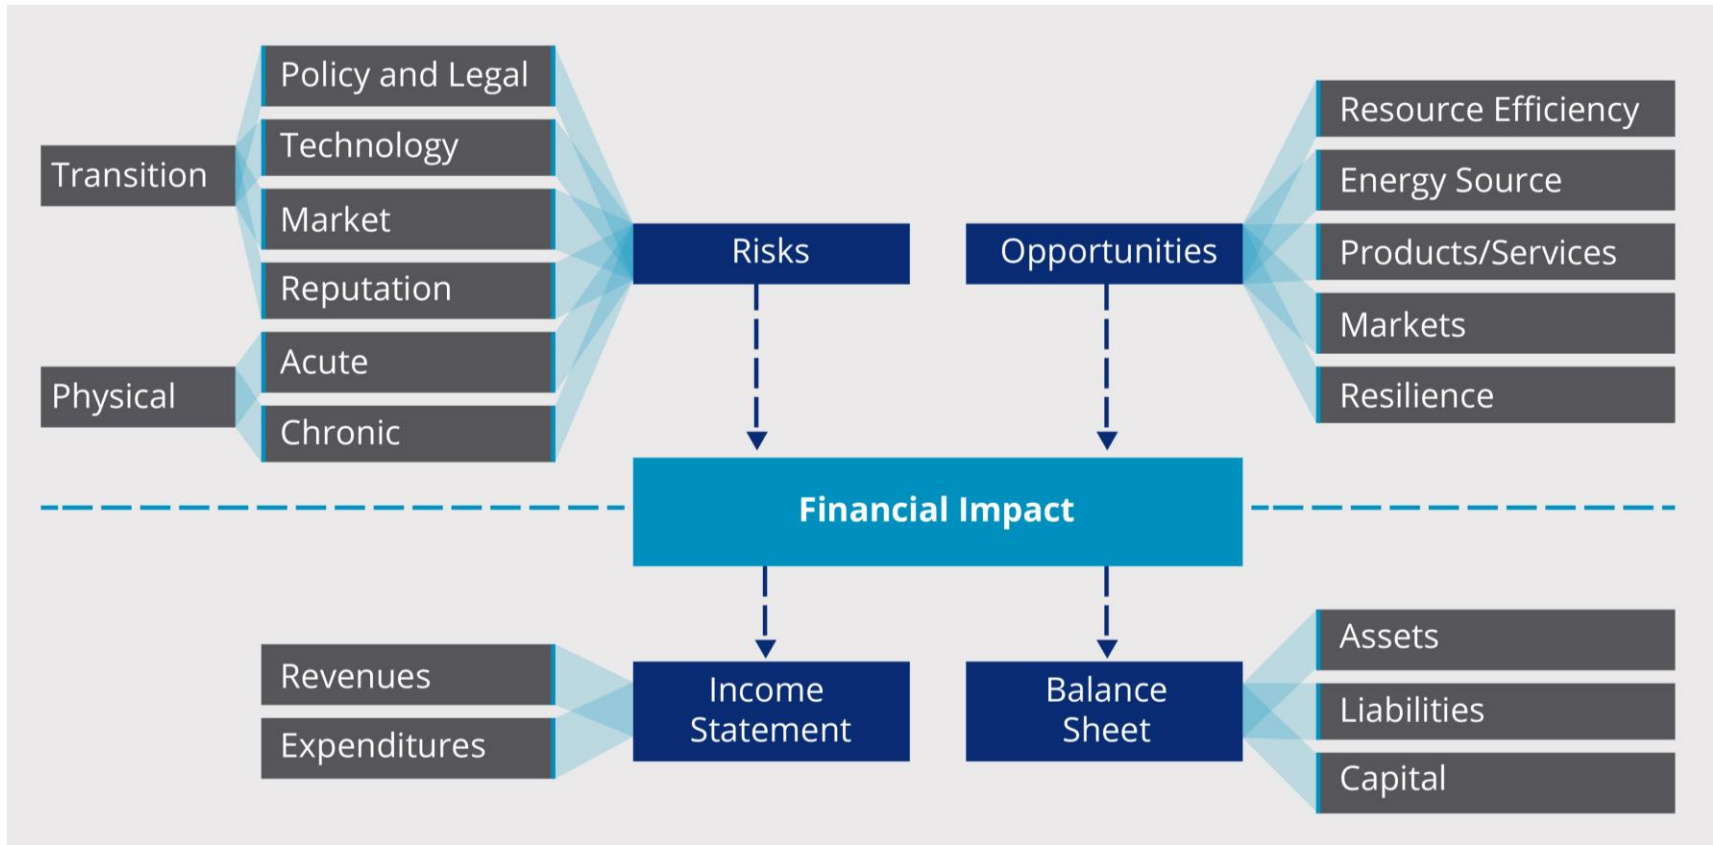 Transition
Physical
Policy and Legal
Technology
Market
Reputation
Acute
Chronic
Risks
Opportunities
Resource Efficiency
Energy Source
Products/Services
Markets
Resilience
Financial Impact
Revenues
Expenditures
Income
Statement
Balance
Sheet
Assets
Liabilities
Capital